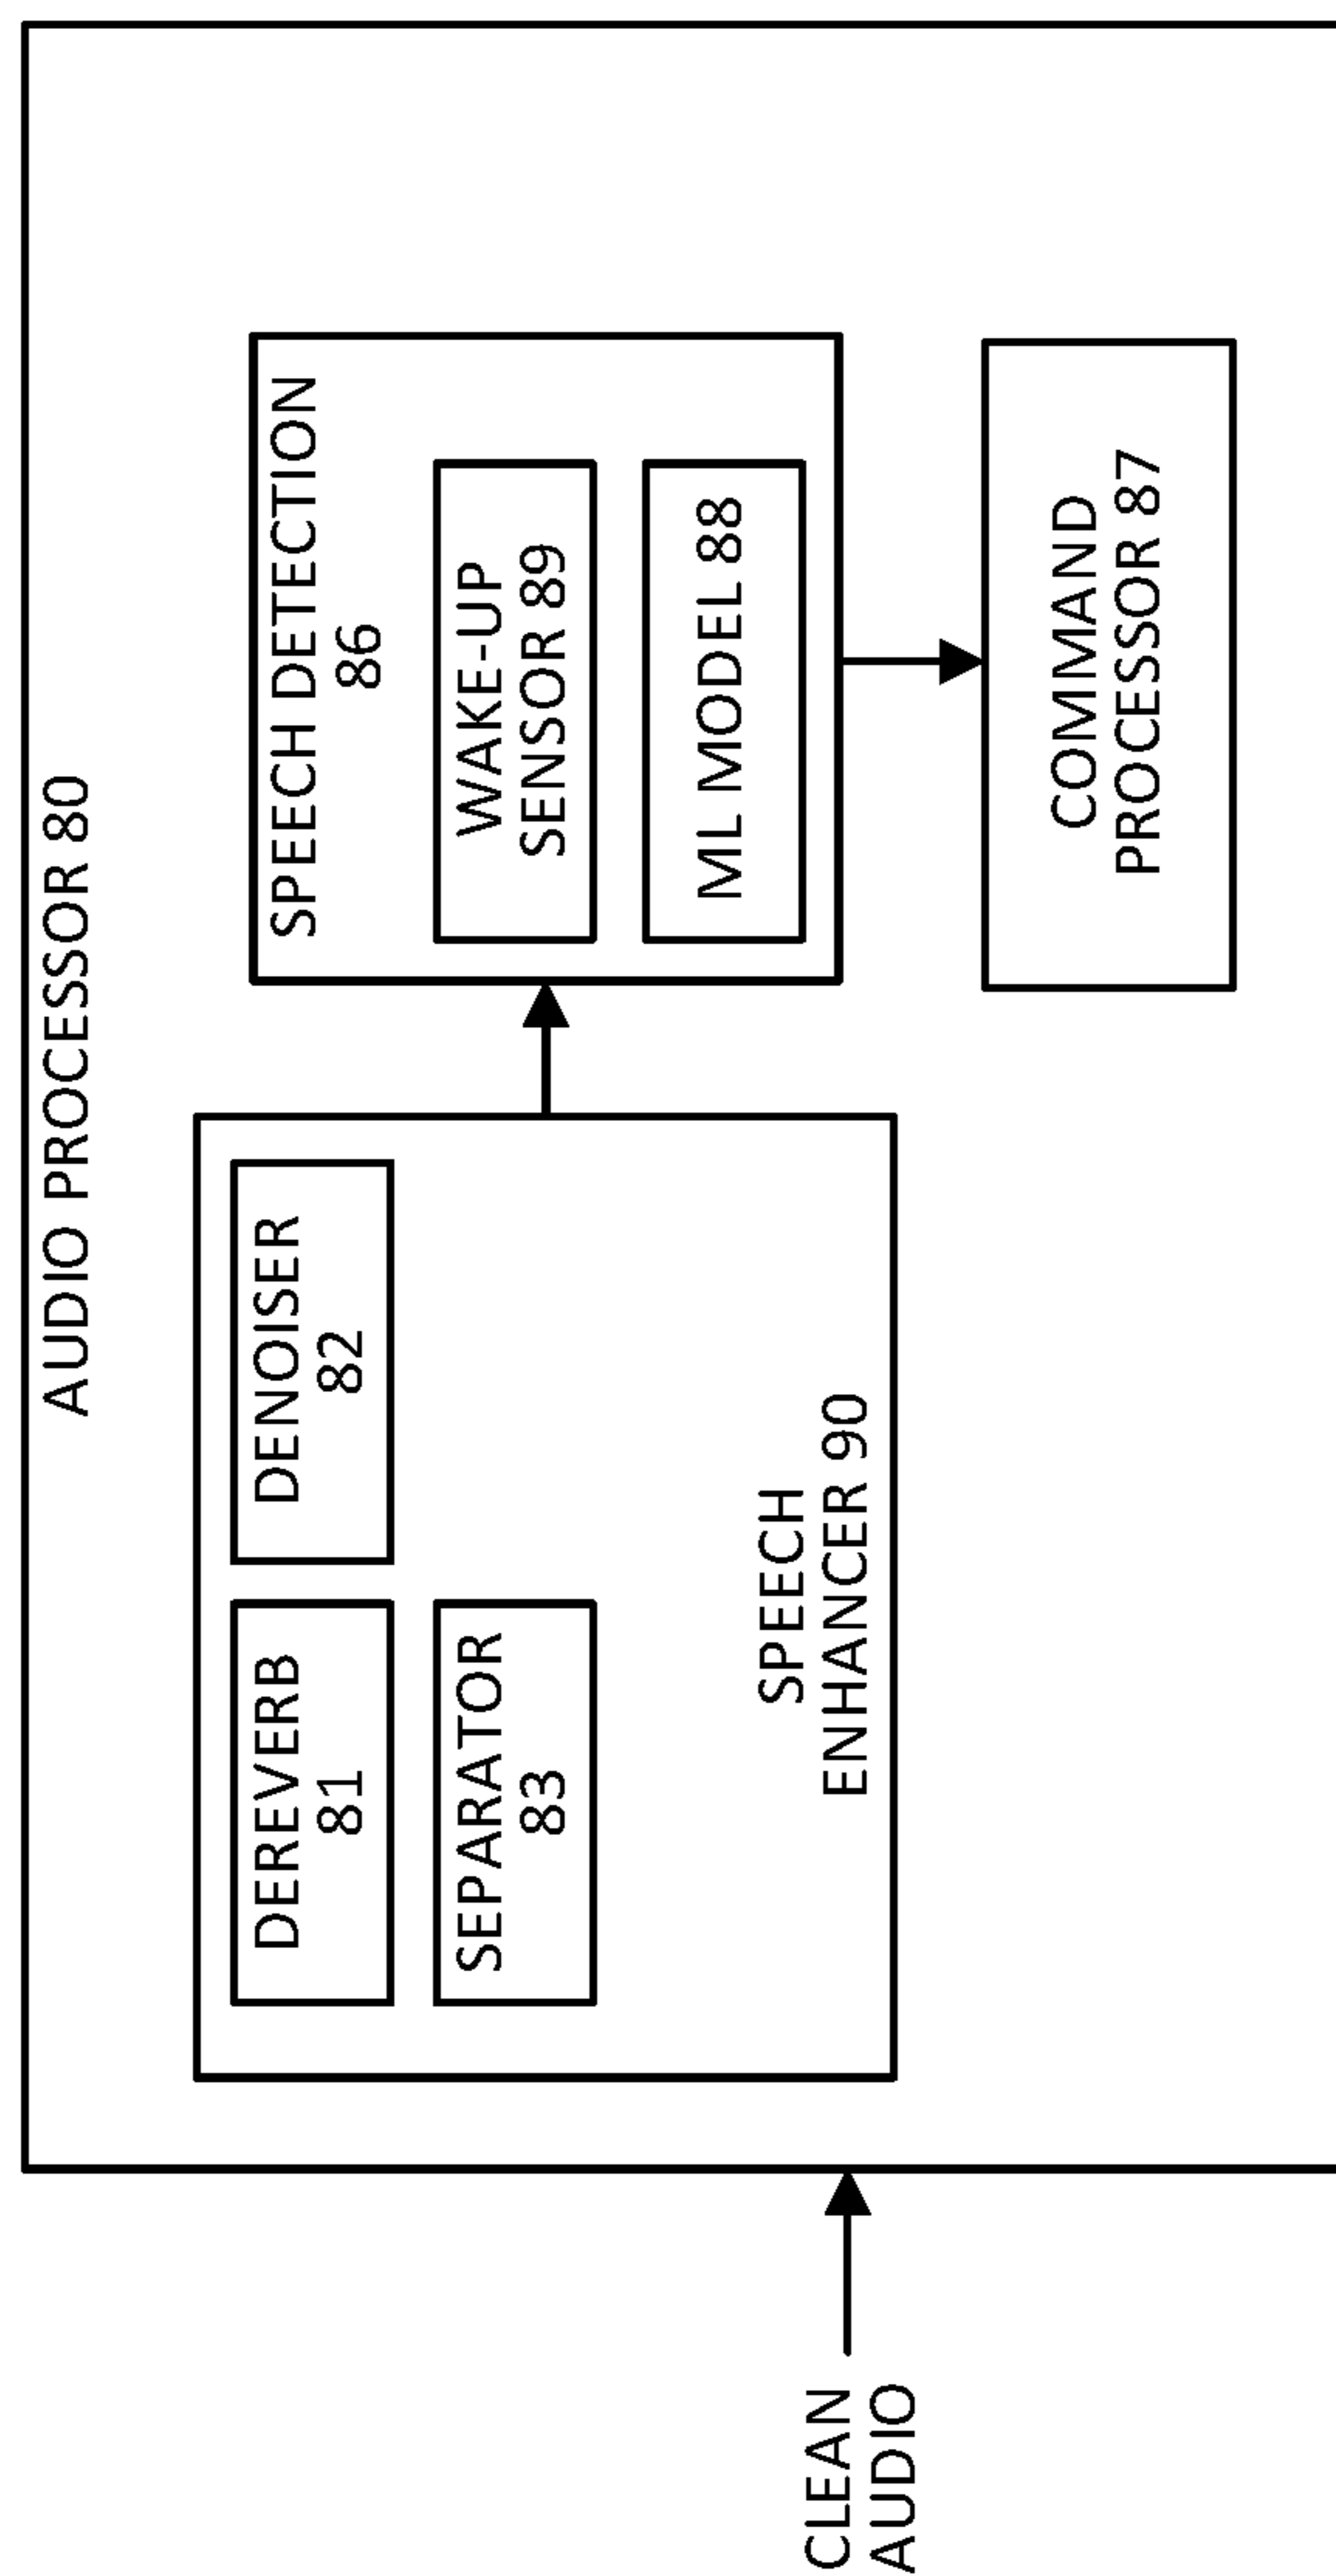 AUDIO PROCESSOR 80
DEREVERB
81
DENOISER
82
SEPARATOR
83
SPEECH
ENHANCER 90
SPEECH DETECTION
86
WAKE-UP
SENSOR 89
ML MODEL 88
COMMAND
PROCESSOR 87
CLEAN
AUDIO